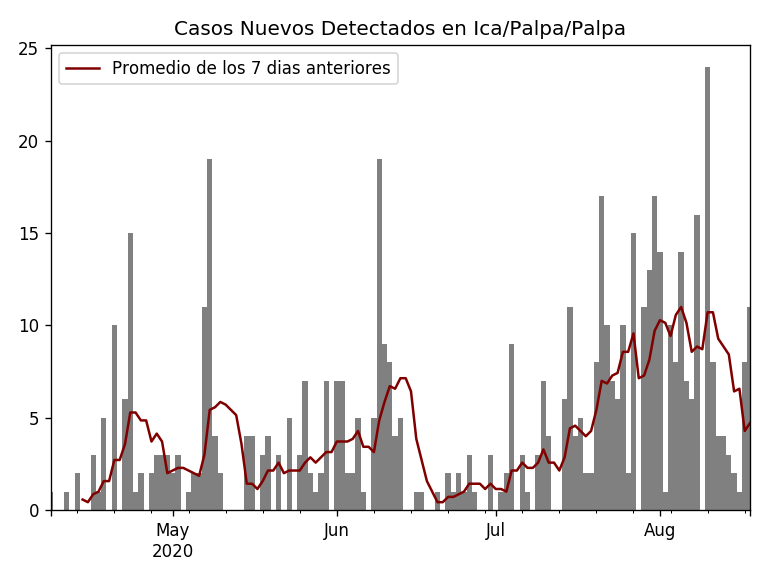 Casos Nuevos Detectados en Ica/Palpa/Palpa
Promedio de los 7 dias anteriores
25
20
15
10
5
0
May
2020
Jun
Jul
Aug